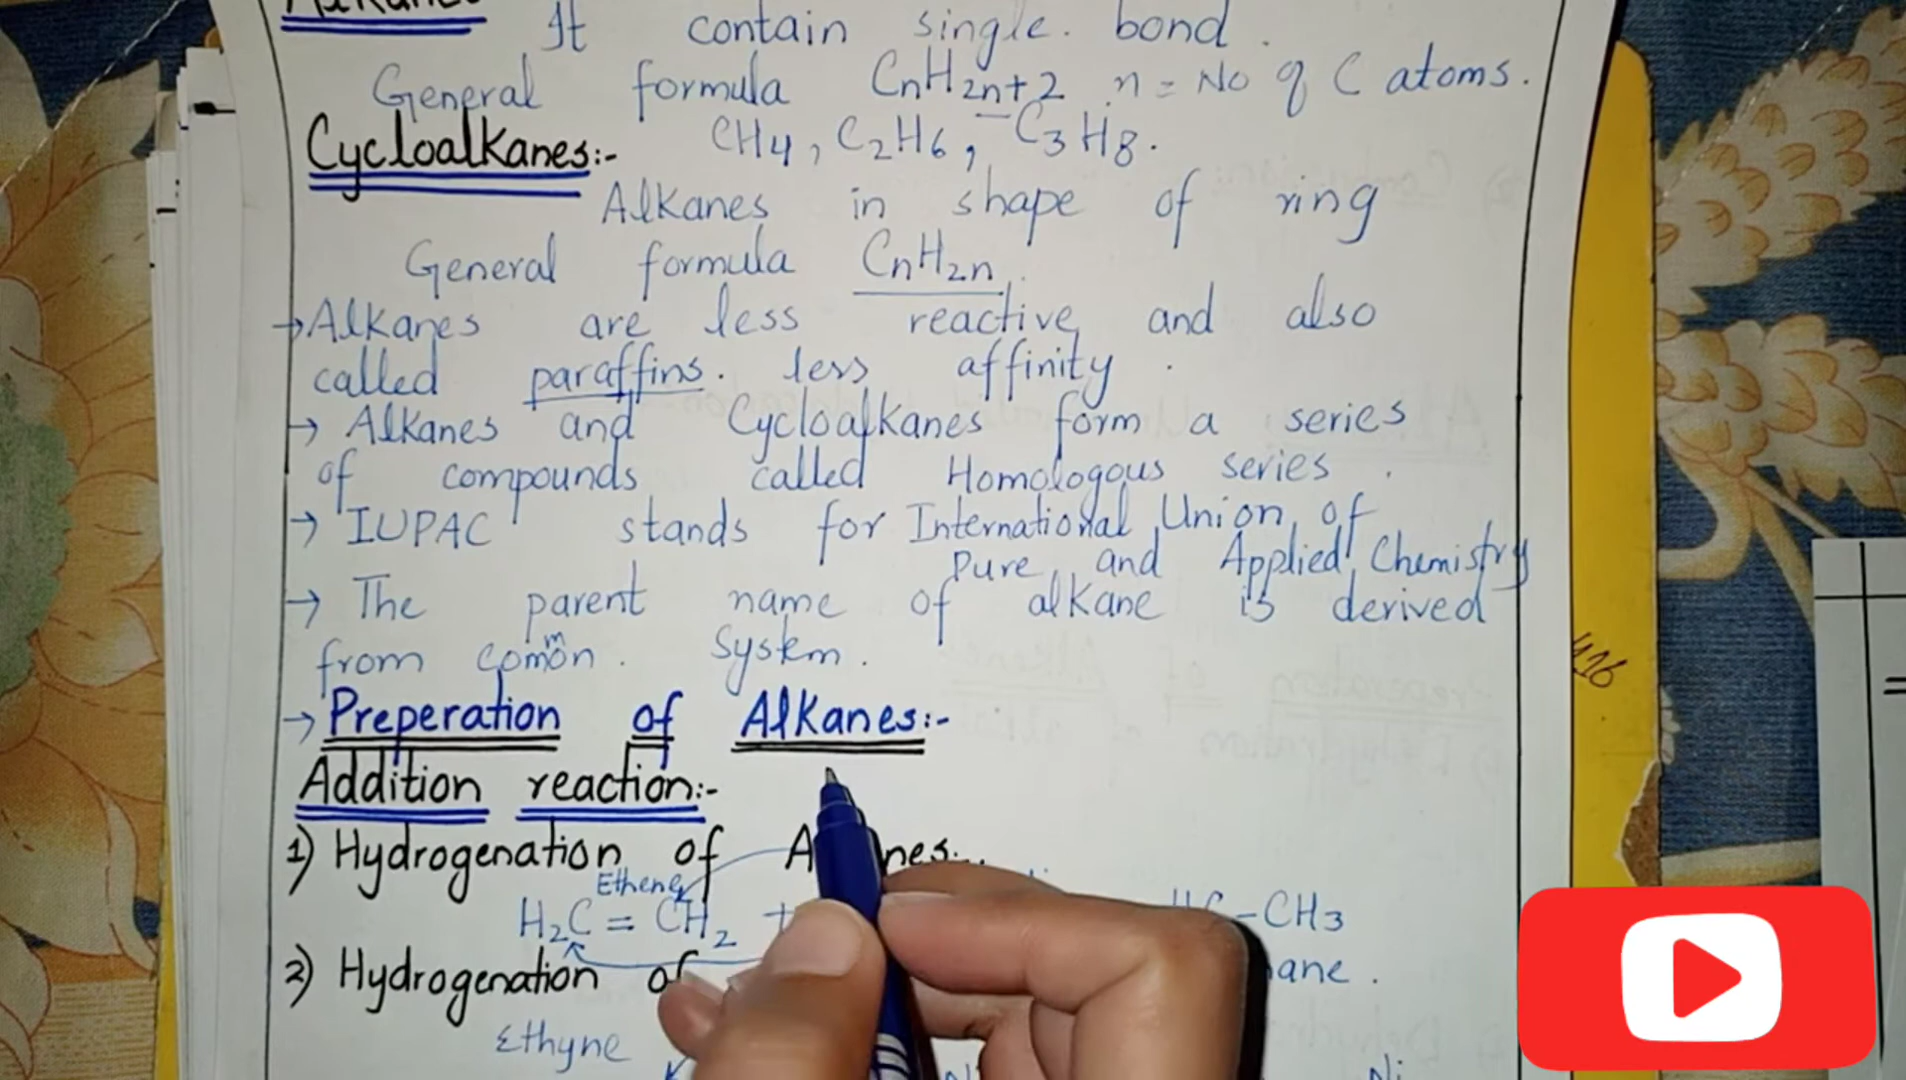 It contain single. bond.
General formula CnH2n+2 n = No of C atoms.
Cycloalkanes:- CH4, C2H6, C3H8.
Alkanes in shape of ring
General formula CnH2n.
→Alkanes are less reactive and also
called paraffins. less affinity.
→ Alkanes and Cycloalkanes form a series
of compounds called Homologous series.
→ IUPAC stands for International Union of
Pure and Applied Chemistry
→ The parent name of alkane is derived
from common. System.
→ Preperation of Alkanes:-
Addition reaction:-
1) Hydrogenation of
Ethene
H2C = CH2 + -CH3
2) Hydrogenation of
Ethyne
Ni